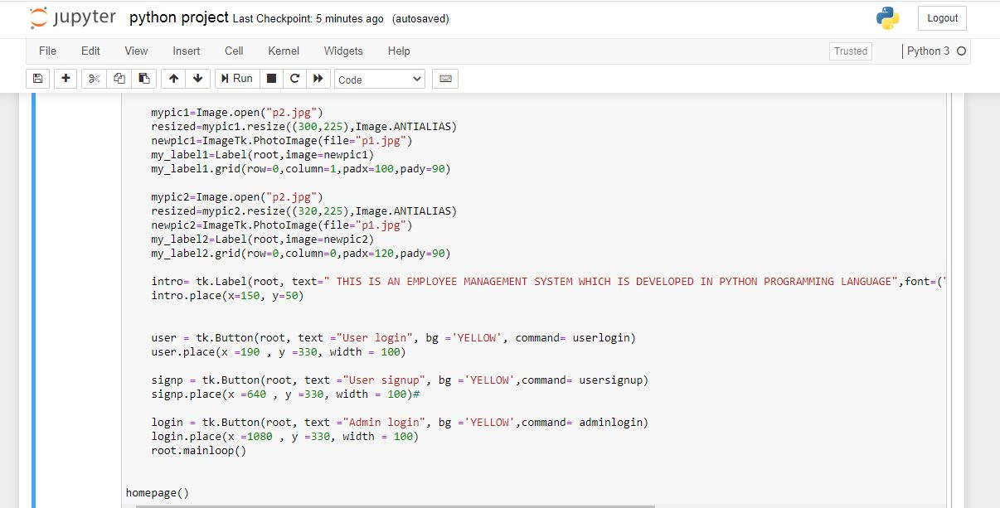 jupyter python project Last Checkpoint: 5 minutes ago (autosaved) Logout
File Edit View Insert Cell Kernel Widgets Help Trusted Python 3
Run Code
mypic1=Image.open("p2.jpg")
resized=mypic1.resize((300,225),Image.ANTIALIAS)
newpic1=ImageTk.PhotoImage(file="p1.jpg")
my_label1=Label(root,image=newpic1)
my_label1.grid(row=0,column=1,padx=100,pady=90)
mypic2=Image.open("p2.jpg")
resized=mypic2.resize((320,225),Image.ANTIALIAS)
newpic2=ImageTk.PhotoImage(file="p1.jpg")
my_label2=Label(root,image=newpic2)
my_label2.grid(row=0,column=0,padx=120,pady=90)
intro= tk.Label(root, text=" THIS IS AN EMPLOYEE MANAGEMENT SYSTEM WHICH IS DEVELOPED IN PYTHON PROGRAMMING LANGUAGE",font=('
intro.place(x=150, y=50)
user = tk.Button(root, text ="User login", bg ='YELLOW', command= userlogin)
user.place(x =190 , y =330, width = 100)
signp = tk.Button(root, text ="User signup", bg ='YELLOW',command= usersignup)
signp.place(x =640 , y =330, width = 100)#
login = tk.Button(root, text ="Admin login", bg ='YELLOW',command= adminlogin)
login.place(x =1080 , y =330, width = 100)
root.mainloop()
homepage()